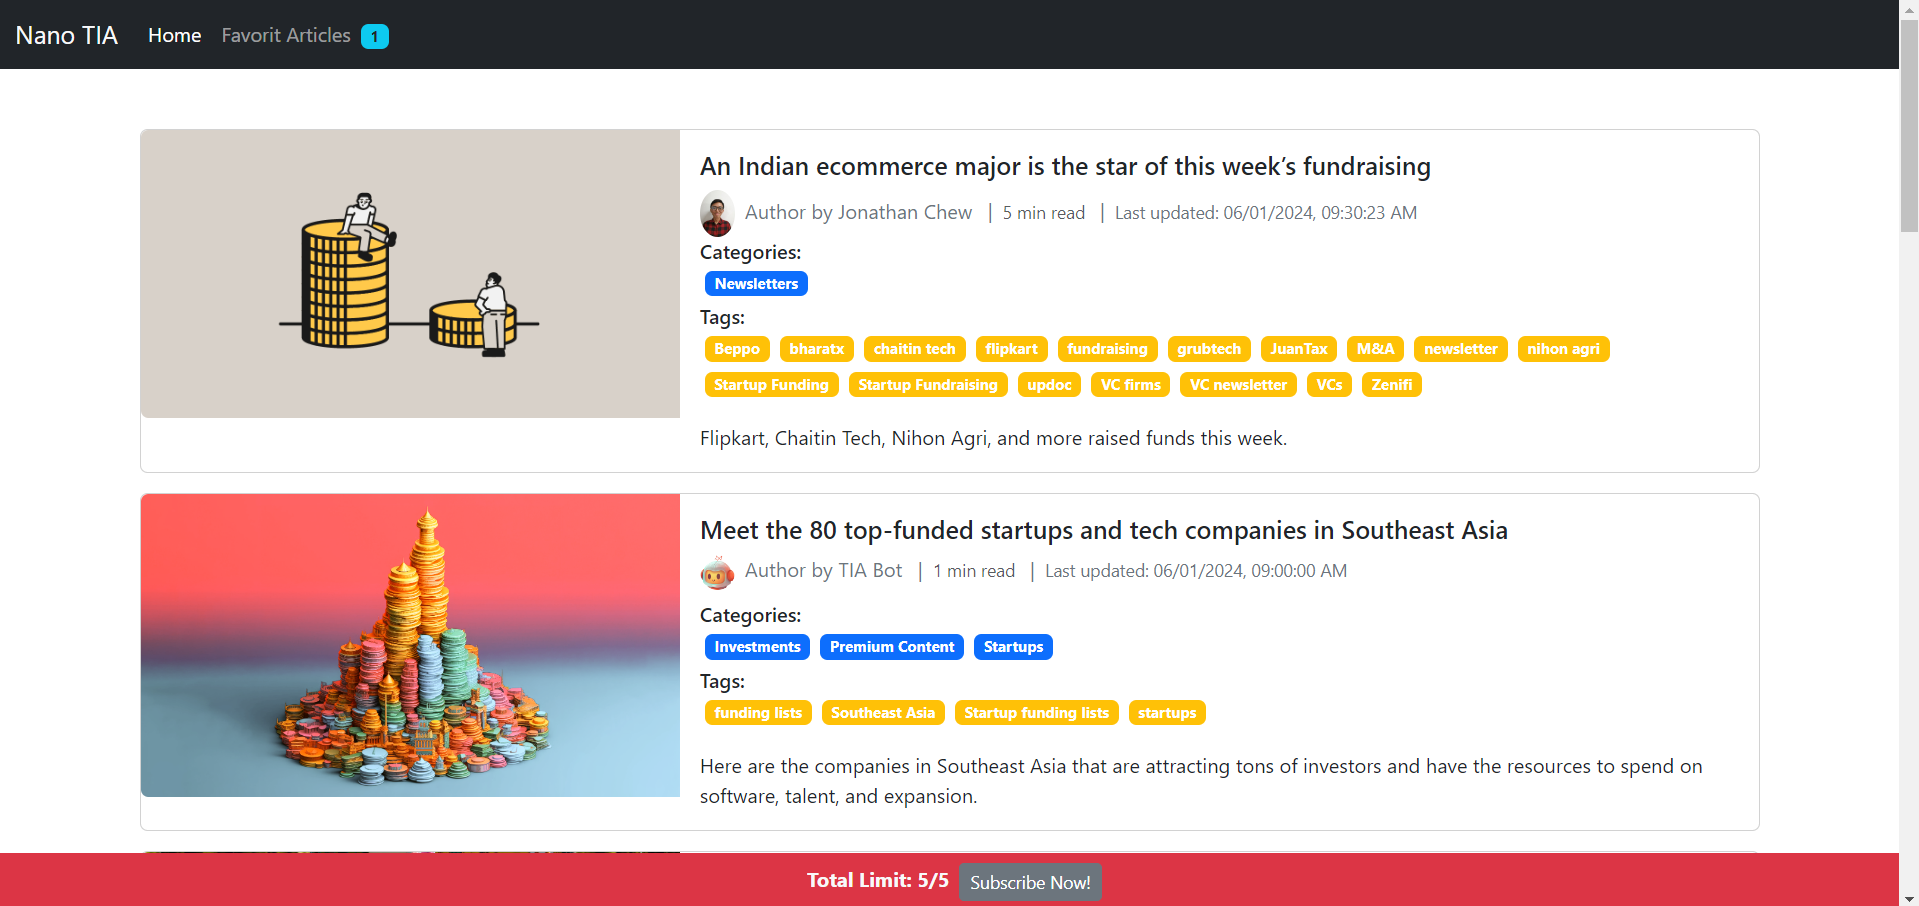 Nano TIA Home Favorit Articles 1
An Indian ecommerce major is the star of this week’s fundraising
Author by Jonathan Chew | 5 min read | Last updated: 06/01/2024, 09:30:23 AM
Categories:
Newsletters
Tags:
Beppo bharatx chaitin tech flipkart fundraising grubtech JuanTax M&A newsletter nihon agri
Startup Funding Startup Fundraising updoc VC firms VC newsletter VCs Zenifi
Flipkart, Chaitin Tech, Nihon Agri, and more raised funds this week.
Meet the 80 top-funded startups and tech companies in Southeast Asia
Author by TIA Bot | 1 min read | Last updated: 06/01/2024, 09:00:00 AM
Categories:
Investments Premium Content Startups
Tags:
funding lists Southeast Asia Startup funding lists startups
Here are the companies in Southeast Asia that are attracting tons of investors and have the resources to spend on
software, talent, and expansion.
Total Limit: 5/5 Subscribe Now!